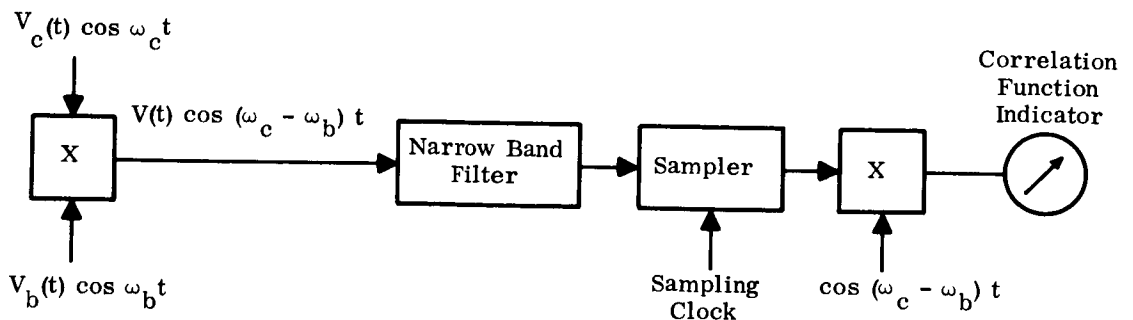 V_c(t) cos ω_c t
X
V(t) cos (ω_c - ω_b) t
V_b(t) cos ω_b t
Narrow Band
Filter
Sampler
Sampling
Clock
X
cos (ω_c - ω_b) t
Correlation
Function
Indicator